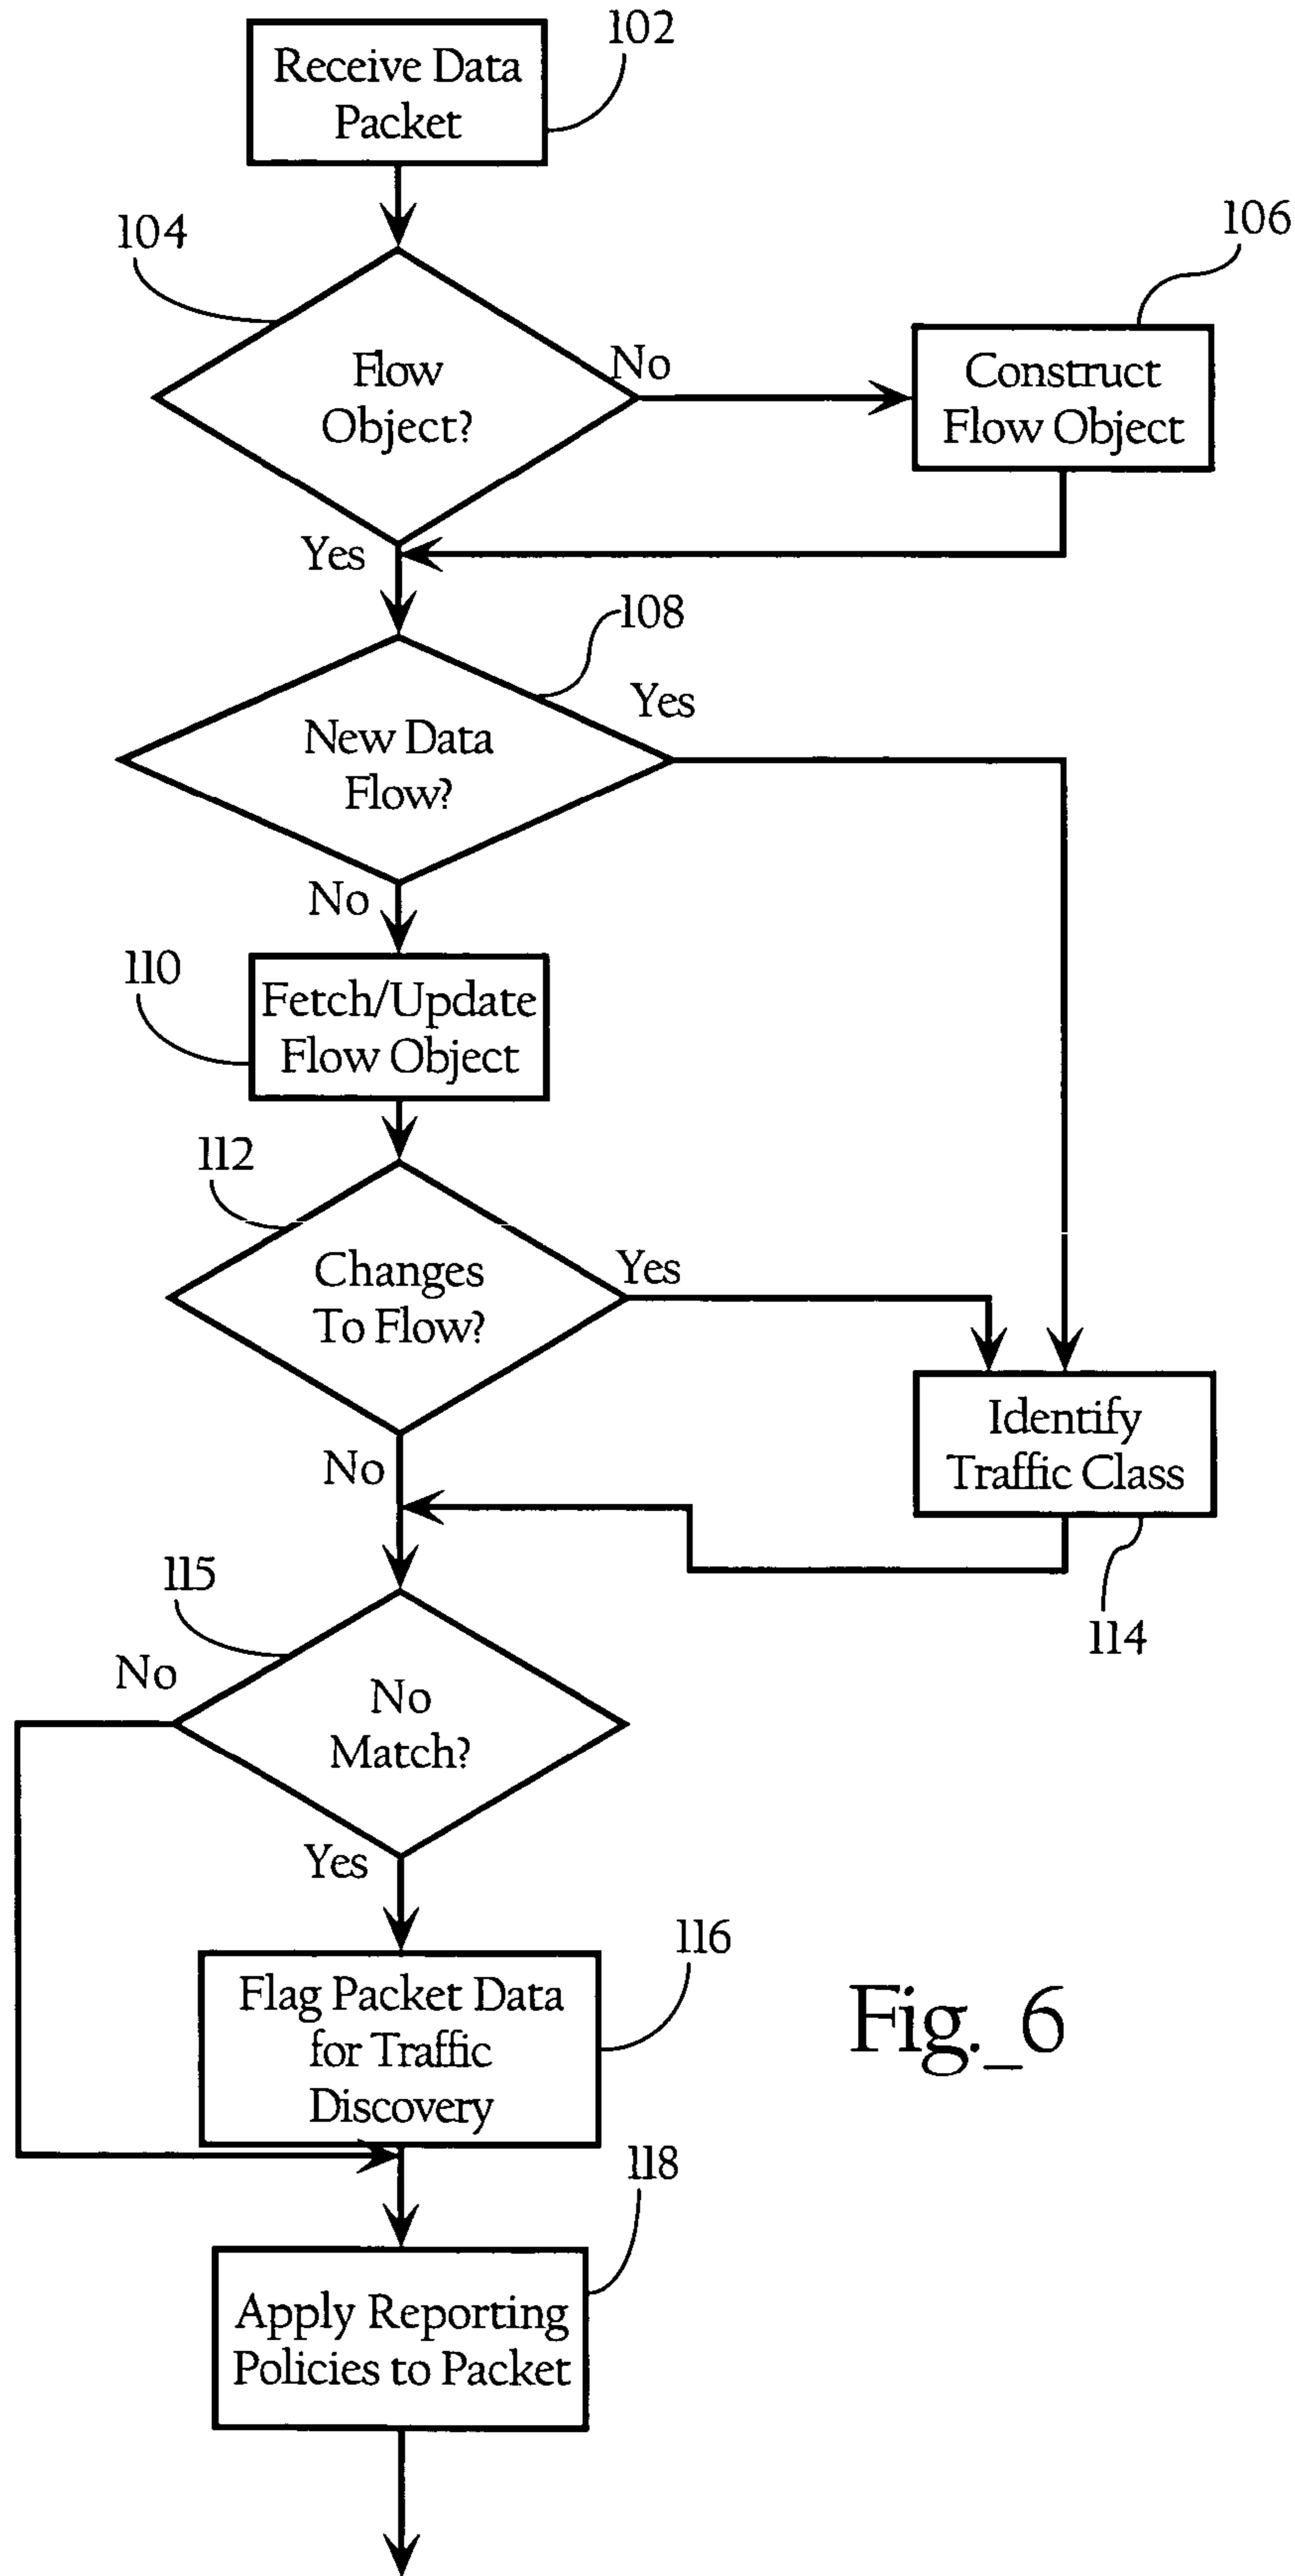 102
Receive Data
Packet
104
106
Flow
Object?
No
Construct
Flow Object
Yes
108
New Data
Flow?
Yes
No
110
Fetch/Update
Flow Object
112
Changes
To Flow?
Yes
Identify
Traffic Class
No
114
115
No
No
Match?
Yes
116
Flag Packet Data
for Traffic
Discovery
Fig._6
118
Apply Reporting
Policies to Packet